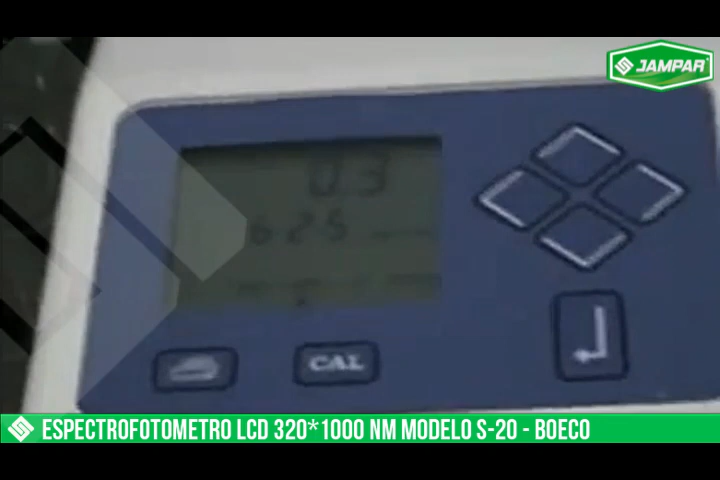 JAMPAR
0.3
625
CAL
ESPECTROFOTOMETRO LCD 320*1000 NM MODELO S-20 - BOECO